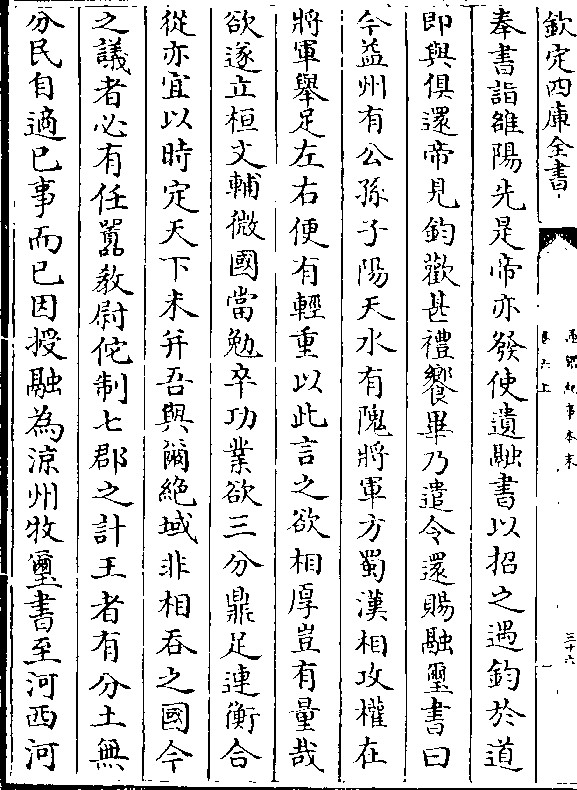 欽定四庫全書
通鑑紀事本末
卷六上
三十六
奉書詣雒陽先是帝亦發使遺融書以招之遇鈞於道
即與俱還帝見鈞歡甚禮饗畢乃遣令還賜融璽書曰
今益州有公孫子陽天水有隗將軍方蜀漢相攻權在
將軍舉足左右便有輕重以此言之欲相厚豈有量哉
欲遂立桓文輔微國當勉卒功業欲三分鼎足連衡合
從亦宜以時定天下未并吾與爾絶域非相吞之國今
之議者必有任囂敎尉佗制七郡之計王者有分土無
分民自適已事而已因授融為涼州牧璽書至河西河